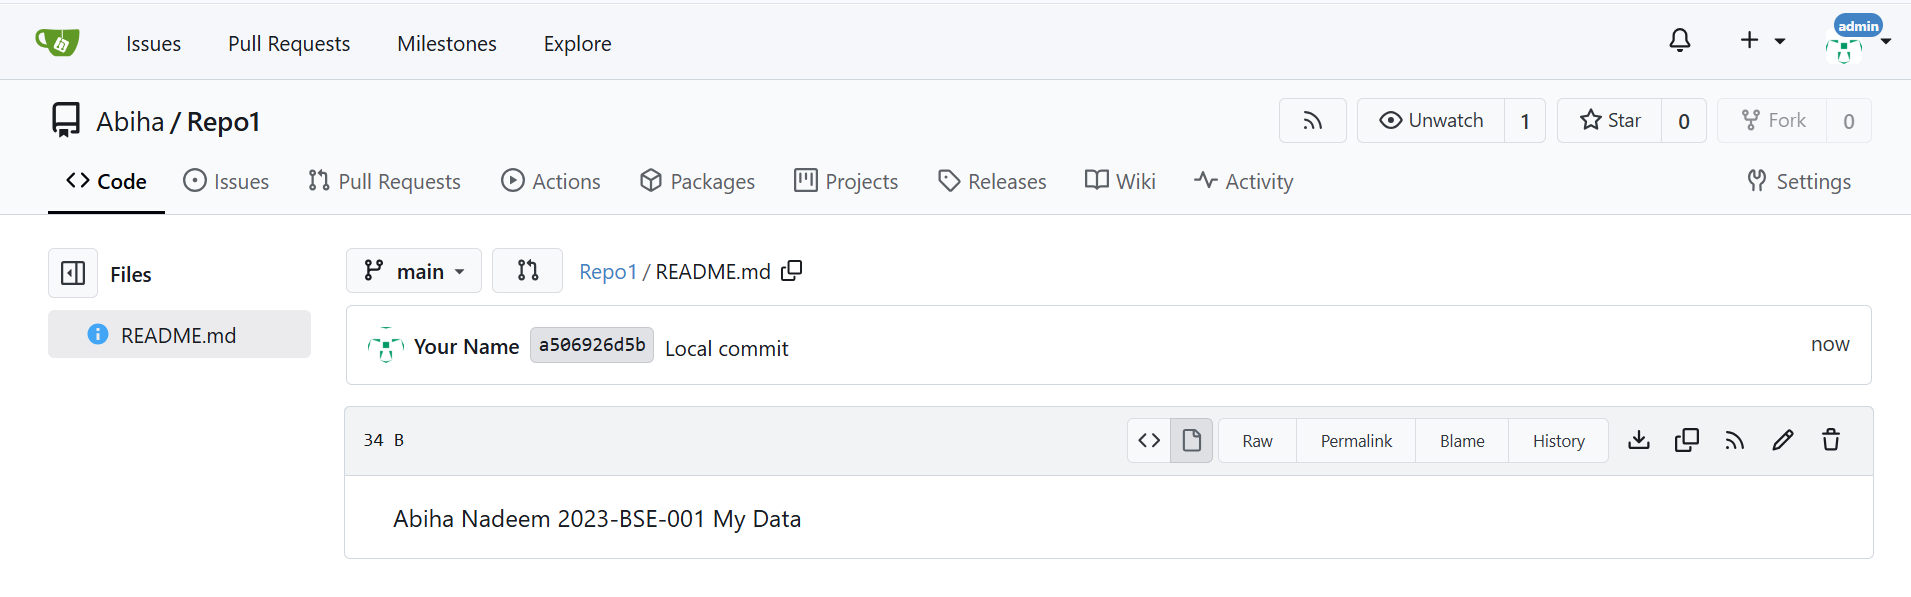 Issues Pull Requests Milestones Explore admin
Abiha / Repo1 Unwatch 1 Star 0 Fork 0
Code Issues Pull Requests Actions Packages Projects Releases Wiki Activity Settings
Files main Repo1 / README.md
README.md
Your Name a506926d5b Local commit now
34 B Raw Permalink Blame History
Abiha Nadeem 2023-BSE-001 My Data